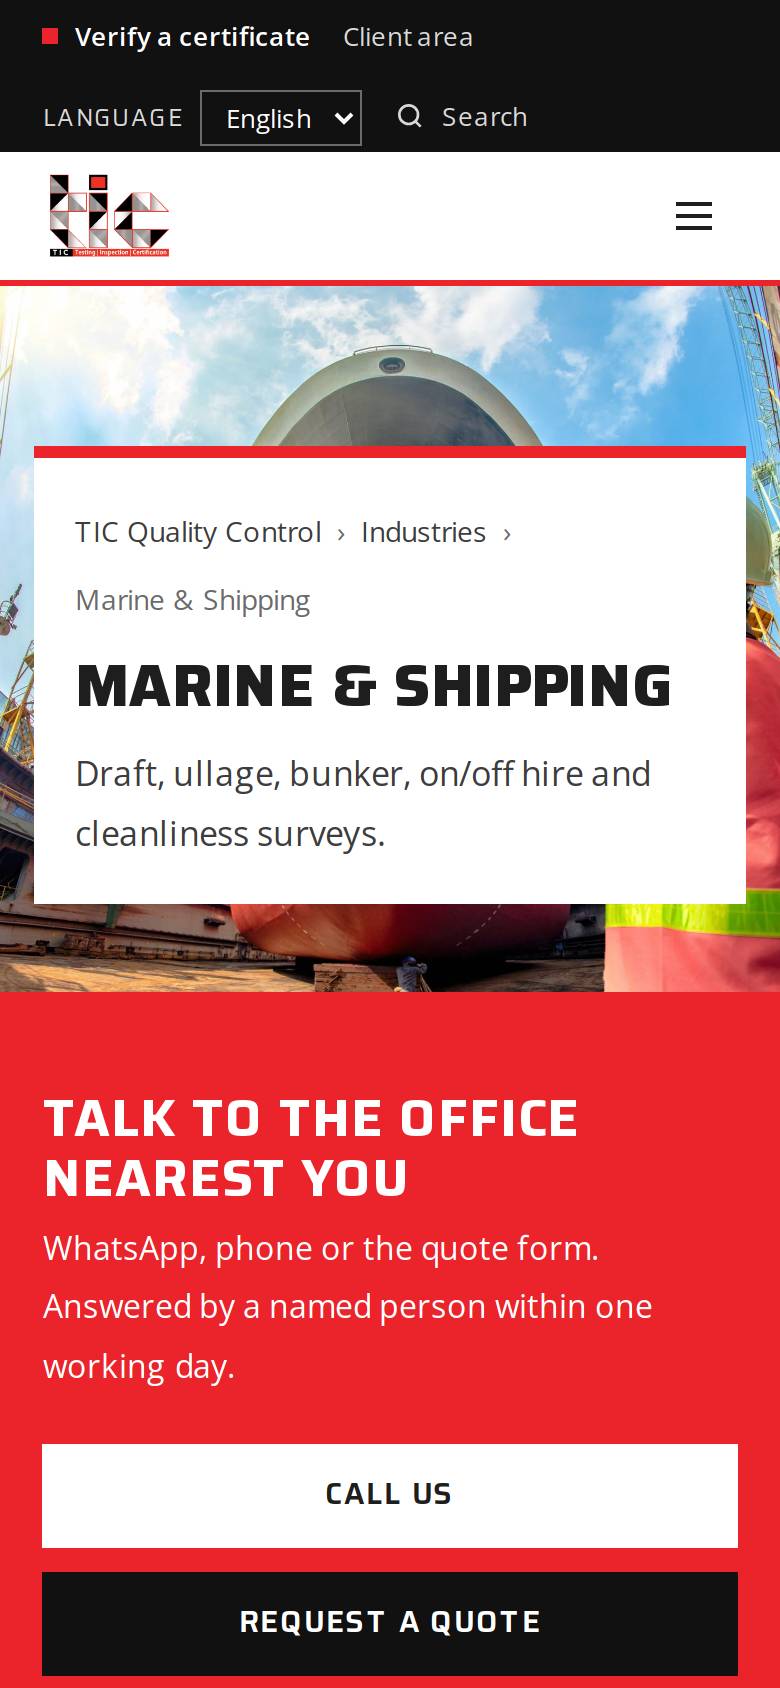 Verify a certificate
Client area
LANGUAGE
English
Search
tic
TIC Testing | Inspection | Certification
TIC Quality Control › Industries ›
Marine & Shipping
MARINE & SHIPPING
Draft, ullage, bunker, on/off hire and
cleanliness surveys.
TALK TO THE OFFICE
NEAREST YOU
WhatsApp, phone or the quote form.
Answered by a named person within one
working day.
CALL US
REQUEST A QUOTE